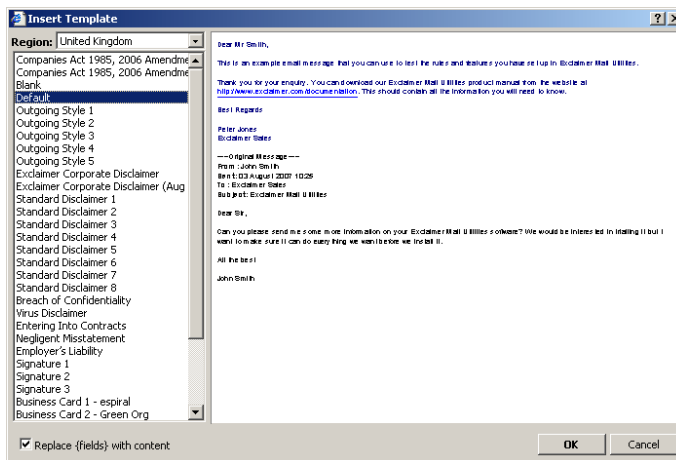 Insert Template
Region: United Kingdom
Companies Act 1985, 2006 Amendme
Companies Act 1985, 2006 Amendme
Blank
Default
Outgoing Style 1
Outgoing Style 2
Outgoing Style 3
Outgoing Style 4
Outgoing Style 5
Exclaimer Corporate Disclaimer
Exclaimer Corporate Disclaimer (Aug
Standard Disclaimer 1
Standard Disclaimer 2
Standard Disclaimer 3
Standard Disclaimer 4
Standard Disclaimer 5
Standard Disclaimer 6
Standard Disclaimer 7
Standard Disclaimer 8
Breach of Confidentiality
Virus Disclaimer
Entering Into Contracts
Negligent Misstatement
Employer's Liability
Signature 1
Signature 2
Signature 3
Business Card 1 - espiral
Business Card 2 - Green Org
Dear Mr Smith,
This is an example email message that you can use to test the rules and features you have set up in Exclaimer Mail Utilities.
Thank you for your enquiry. You can download our Exclaimer Mail Utilities product manual from the website at
http://www.exclaimer.com/documentation. This should contain all the information you will need to know.
Best Regards
Peter Jones
Exclaimer Sales
----Original Message----
From : John Smith
Sent: 03 August 2007 10:25
To : Exclaimer Sales
Subject: Exclaimer Mail Utilities
Dear Sir,
Can you please send me some more information on your Exclaimer Mail Utilities software? We would be interested in trialing it but I
want to make sure it can do everything we want before we install it.
All the best
John Smith
Replace {fields} with content
OK
Cancel